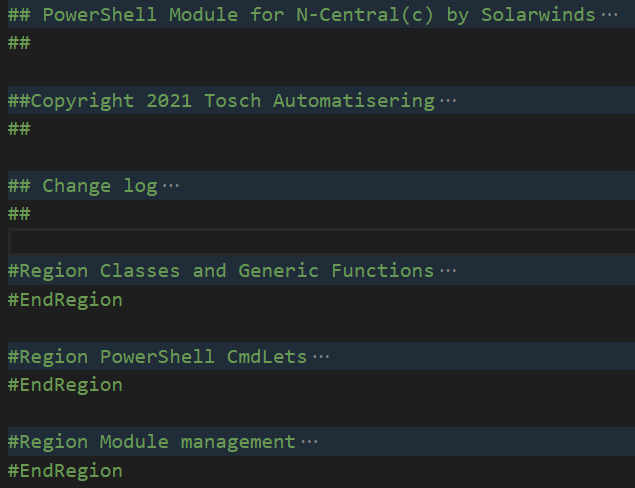 ## PowerShell Module for N-Central(c) by Solarwinds···
##
##Copyright 2021 Tosch Automatisering···
##
## Change log···
##
#Region Classes and Generic Functions···
#EndRegion
#Region PowerShell CmdLets···
#EndRegion
#Region Module management···
#EndRegion